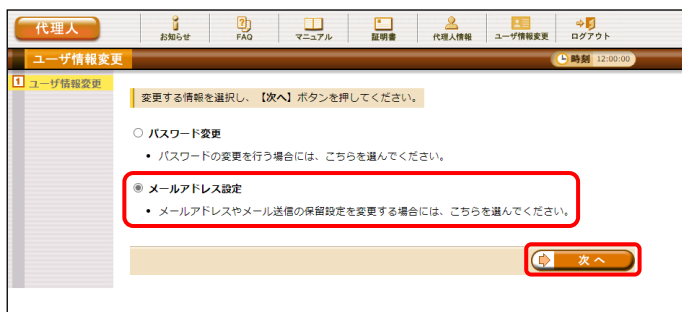 代理人
お知らせ
FAQ
マニュアル
証明書
代理人情報
ユーザ情報変更
ログアウト
ユーザ情報変更
時刻 12:00:00
1 ユーザ情報変更
変更する情報を選択し、【次へ】ボタンを押してください。
パスワード変更
• パスワードの変更を行う場合には、こちらを選んでください。
メールアドレス設定
• メールアドレスやメール送信の保留設定を変更する場合には、こちらを選んでください。
次 へ